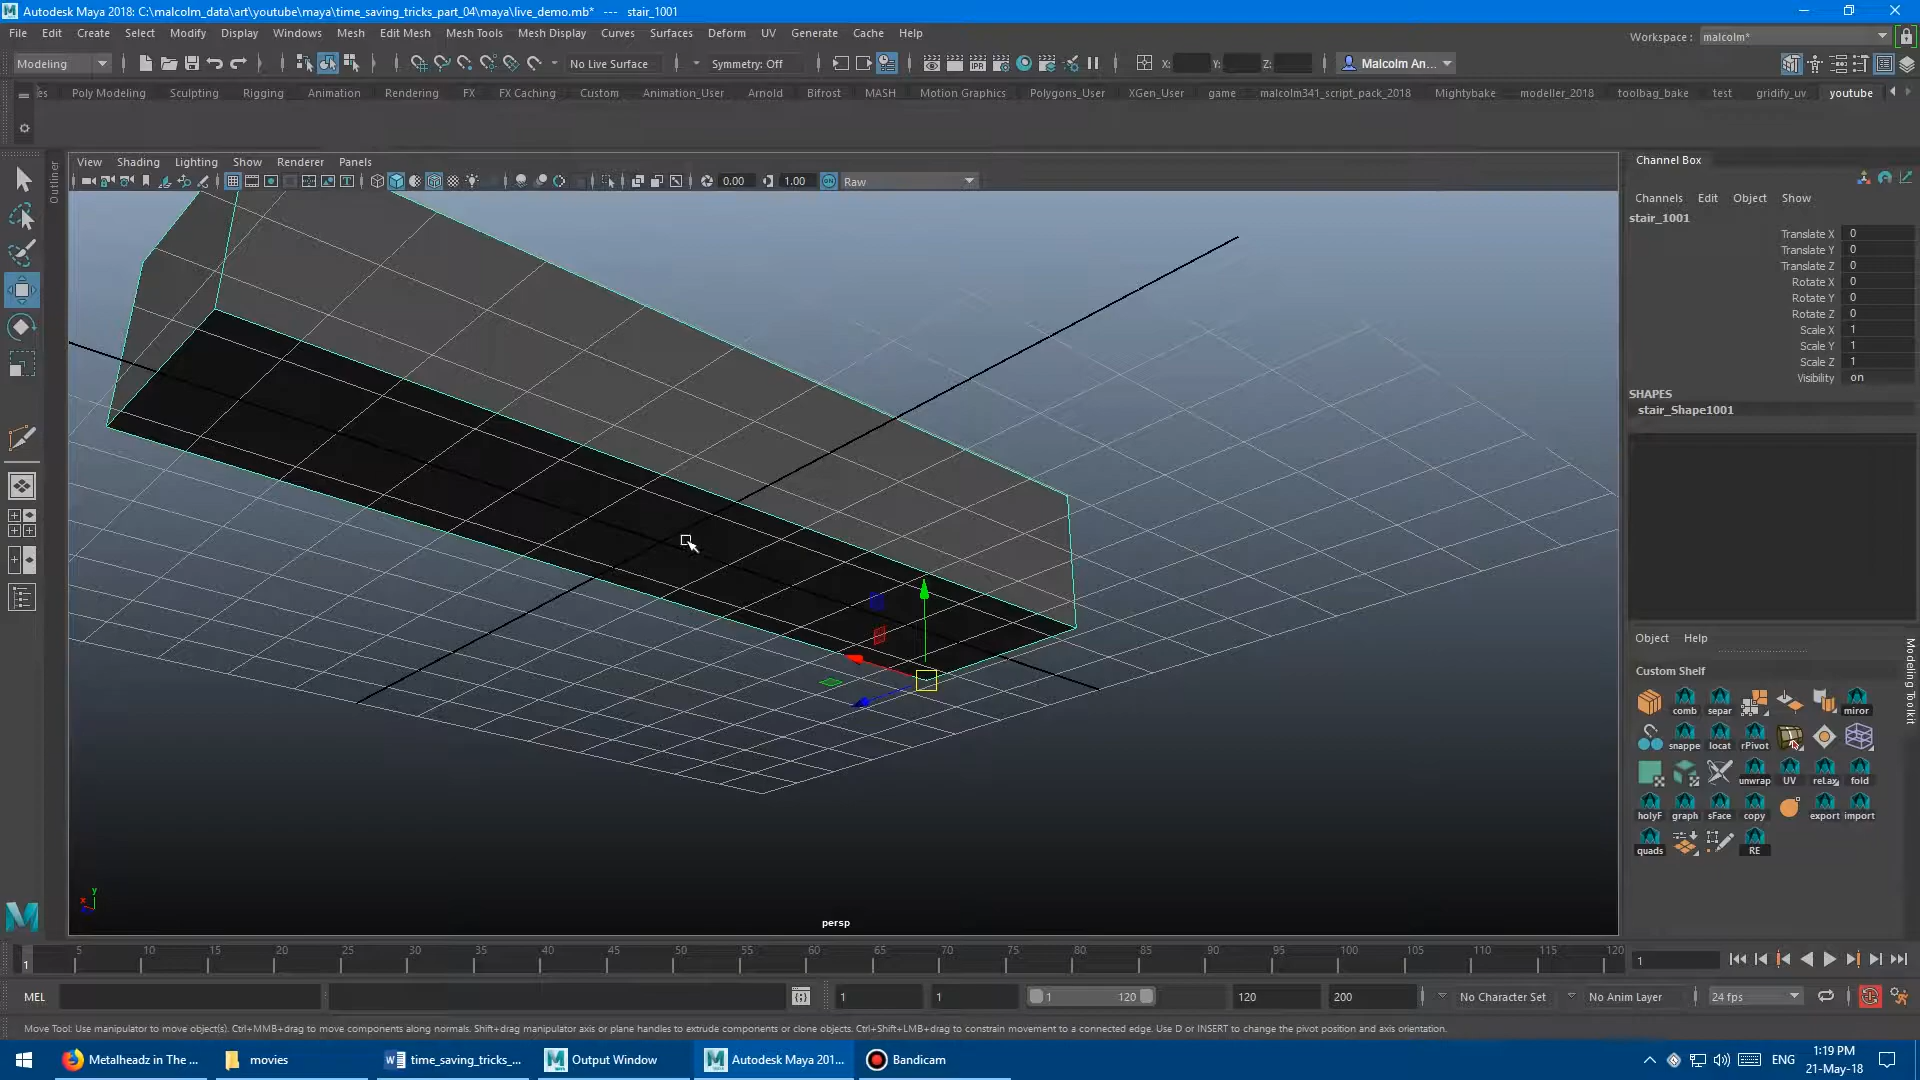 Autodesk Maya 2018: C:\malcolm_data\art\youtube\maya\time_saving_tricks_part_04\maya\live_demo.mb* --- stair_1001
File Edit Create Select Modify Display Windows Mesh Edit Mesh Mesh Tools Mesh Display Curves Surfaces Deform UV Generate Cache Help
Workspace : malcolm*
Modeling No Live Surface Symmetry: Off X: Y: Z: Malcolm An...
es Poly Modeling Sculpting Rigging Animation Rendering FX FX Caching Custom Animation_User Arnold Bifrost MASH Motion Graphics Polygons_User XGen_User game malcolm341_script_pack_2018 Mightybake modeller_2018 toolbag_bake test gridify_uv youtube
Outliner
View Shading Lighting Show Renderer Panels
0.00 1.00 Raw
Channel Box
Channels Edit Object Show
stair_1001
Translate X 0
Translate Y 0
Translate Z 0
Rotate X 0
Rotate Y 0
Rotate Z 0
Scale X 1
Scale Y 1
Scale Z 1
Visibility on
SHAPES
stair_Shape1001
Object Help
Custom Shelf
comb separ miror
snappe locat rPivot
unwrap UV reLax fold
holyF graph sFace copy export import
quads RE
Modeling Toolkit
y
x
persp
5 10 15 20 25 30 35 40 45 50 55 60 65 70 75 80 85 90 95 100 105 110 115 120
1
1
MEL 1 1 1 120 120 200 No Character Set No Anim Layer 24 fps
Move Tool: Use manipulator to move object(s). Ctrl+MMB+drag to move components along normals. Shift+drag manipulator axis or plane handles to extrude components or clone objects. Ctrl+Shift+LMB+drag to constrain movement to a connected edge. Use D or INSERT to change the pivot position and axis orientation.
Metalheadz in The ... movies time_saving_tricks_... Output Window Autodesk Maya 201... Bandicam ENG 1:19 PM
21-May-18